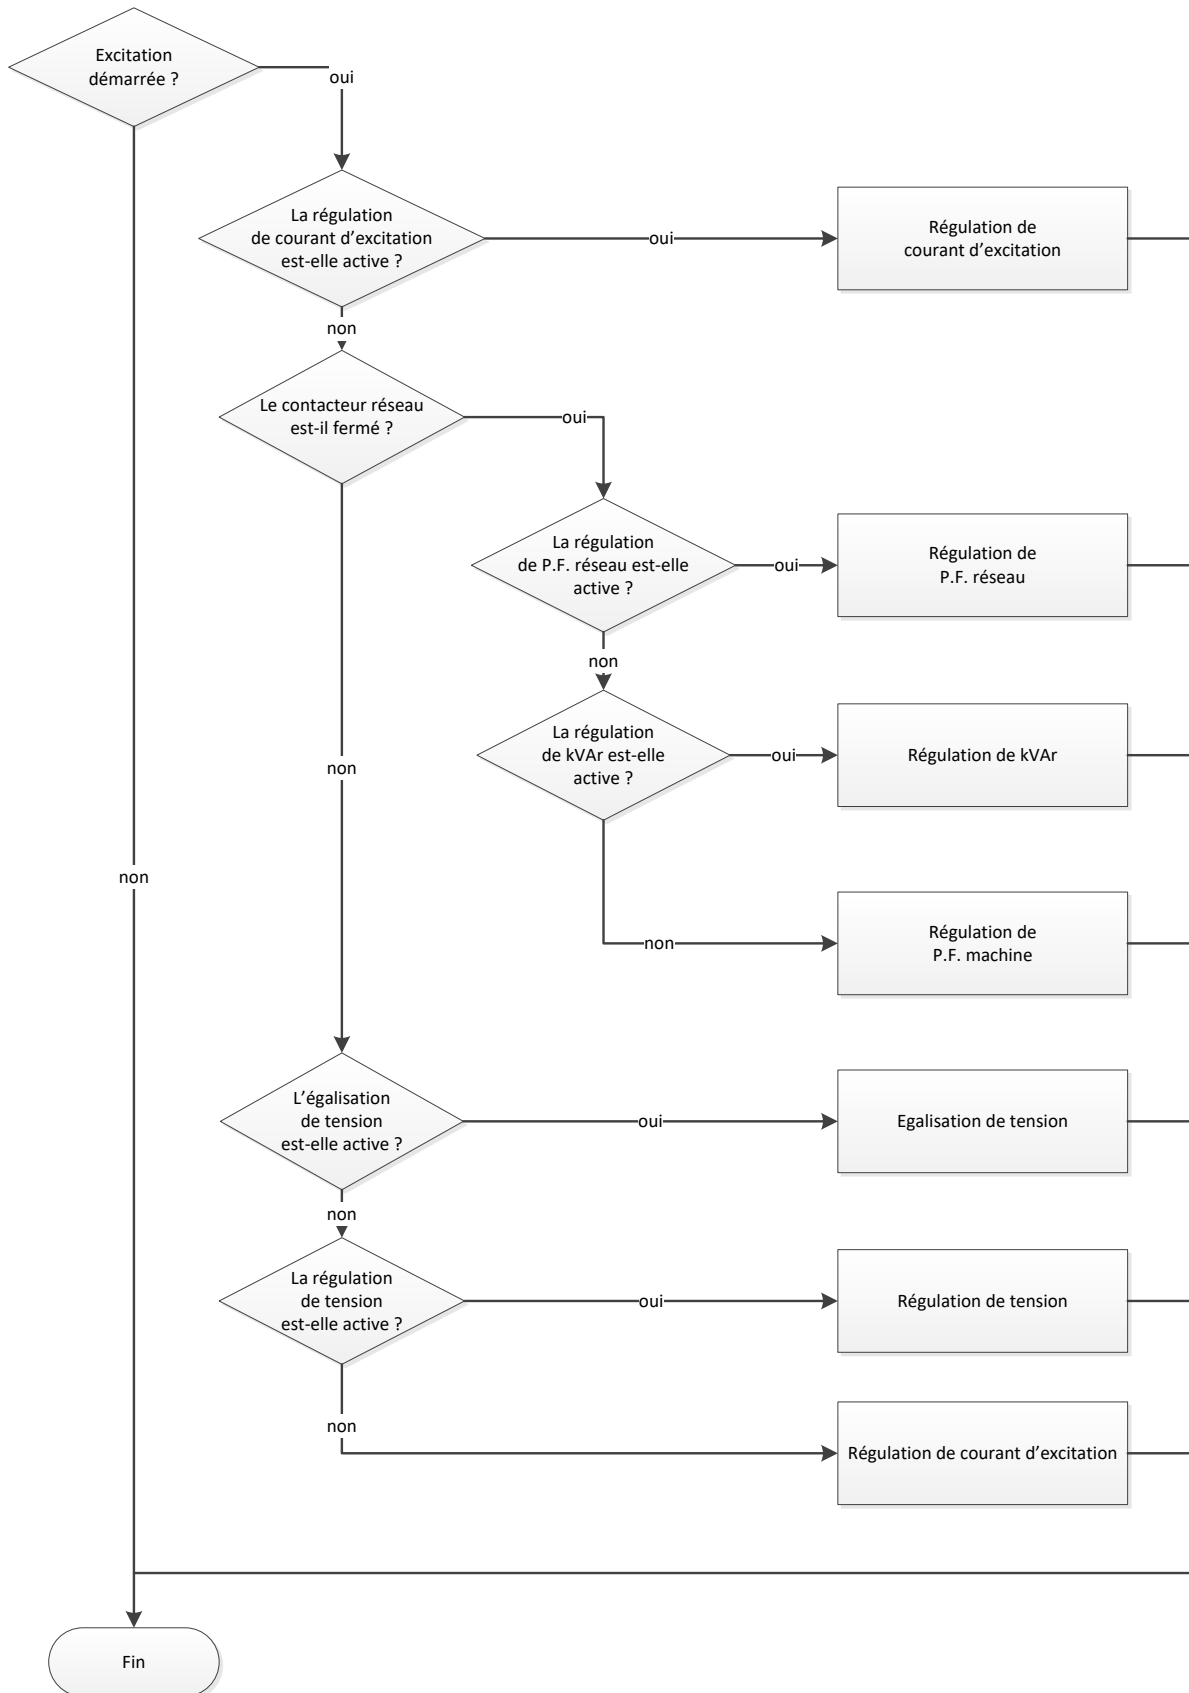 Excitation
démarrée ?
oui
La régulation
de courant d’excitation
est-elle active ?
oui
Régulation de
courant d’excitation
non
Le contacteur réseau
est-il fermé ?
oui
La régulation
de P.F. réseau est-elle
active ?
oui
Régulation de
P.F. réseau
non
La régulation
de kVAr est-elle
active ?
oui
Régulation de kVAr
non
non
non
Régulation de
P.F. machine
L’égalisation
de tension
est-elle active ?
oui
Egalisation de tension
non
La régulation
de tension
est-elle active ?
oui
Régulation de tension
non
Régulation de courant d’excitation
Fin